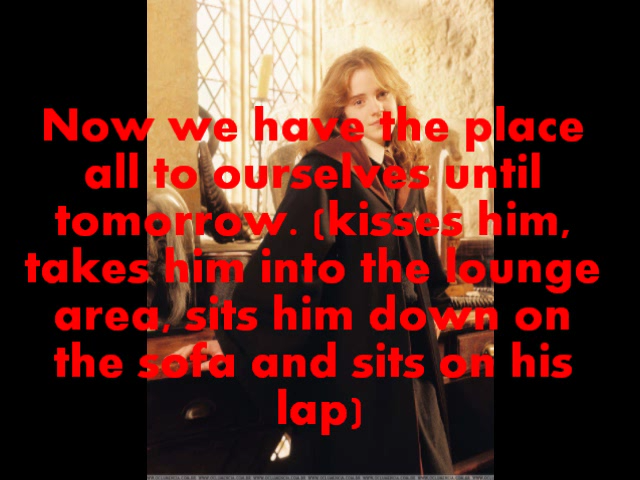 Now we have the place
all to ourselves until
tomorrow. (kisses him,
takes him into the lounge
area, sits him down on
the sofa and sits on his
lap)